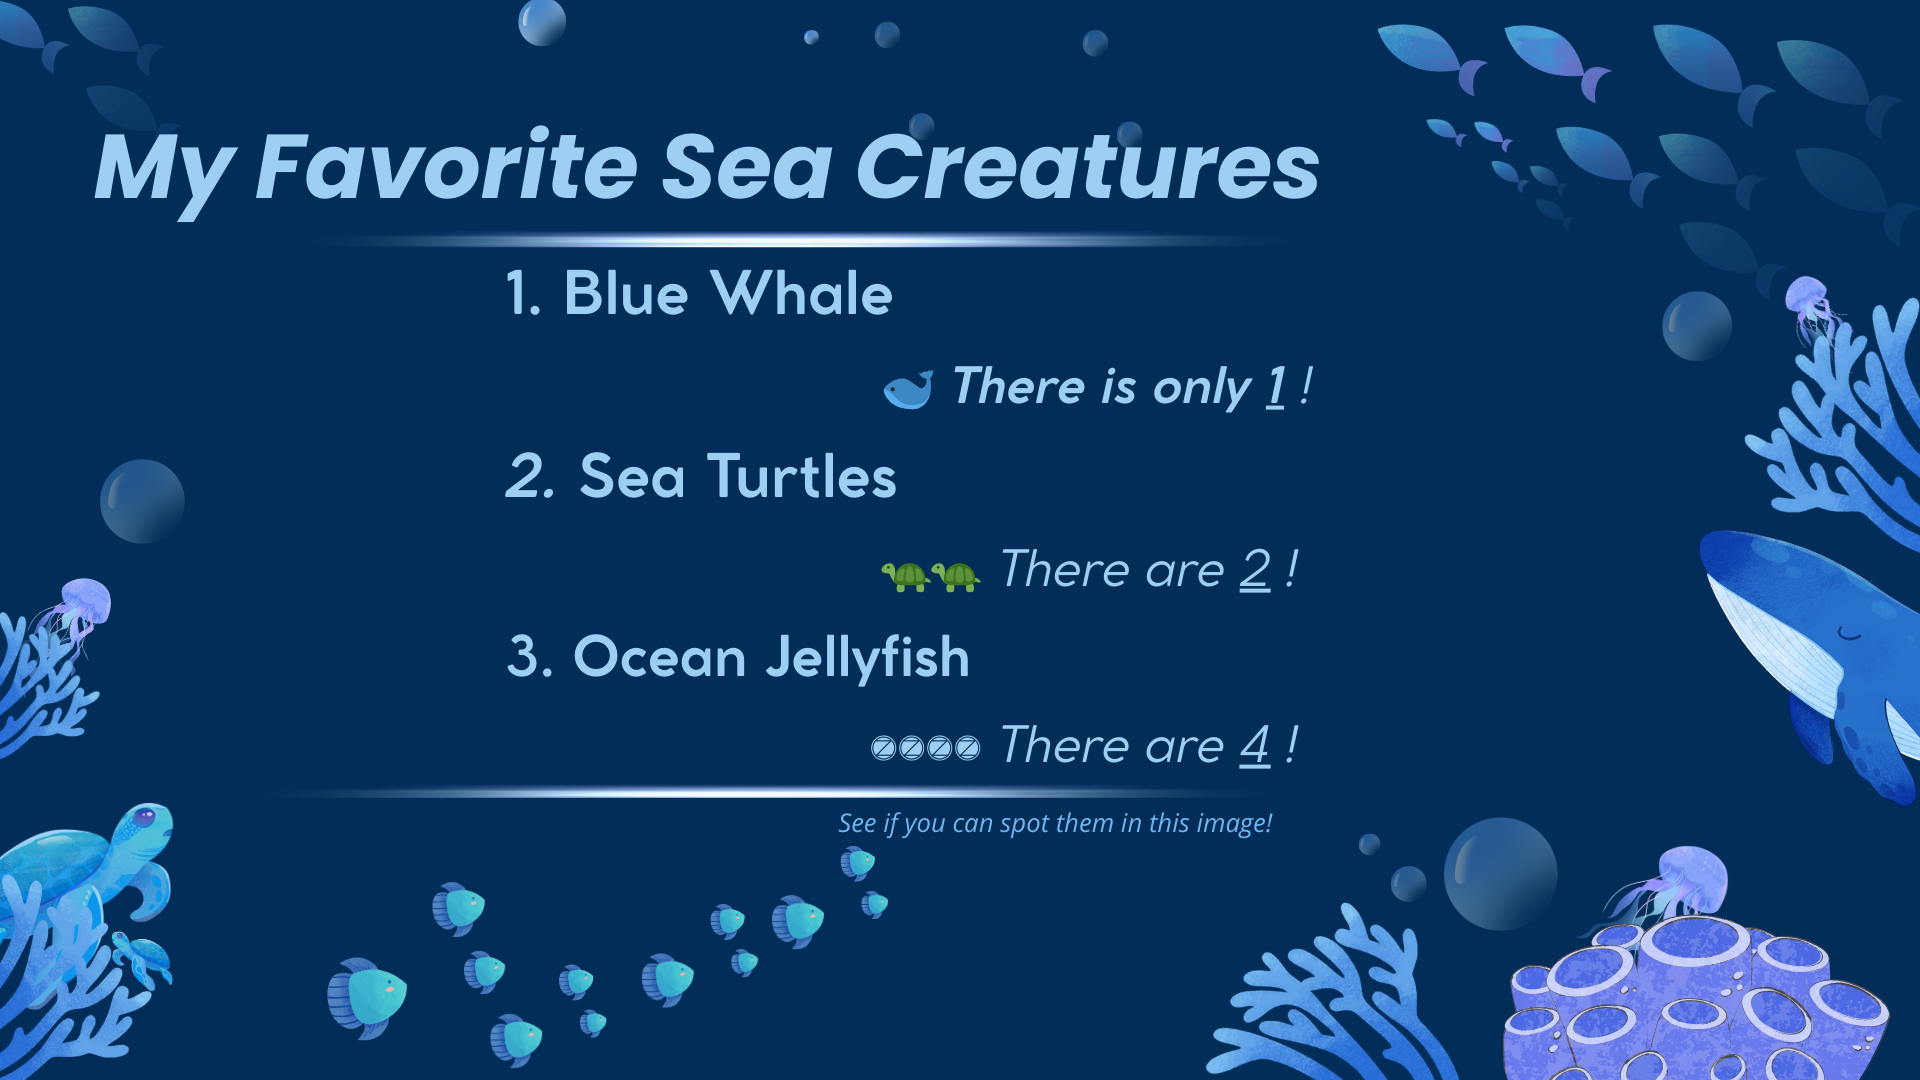 My Favorite Sea Creatures
1. Blue Whale
🐳 There is only 1 !
2. Sea Turtles
🐢🐢 There are 2 !
3. Ocean Jellyfish
There are 4 !
See if you can spot them in this image!